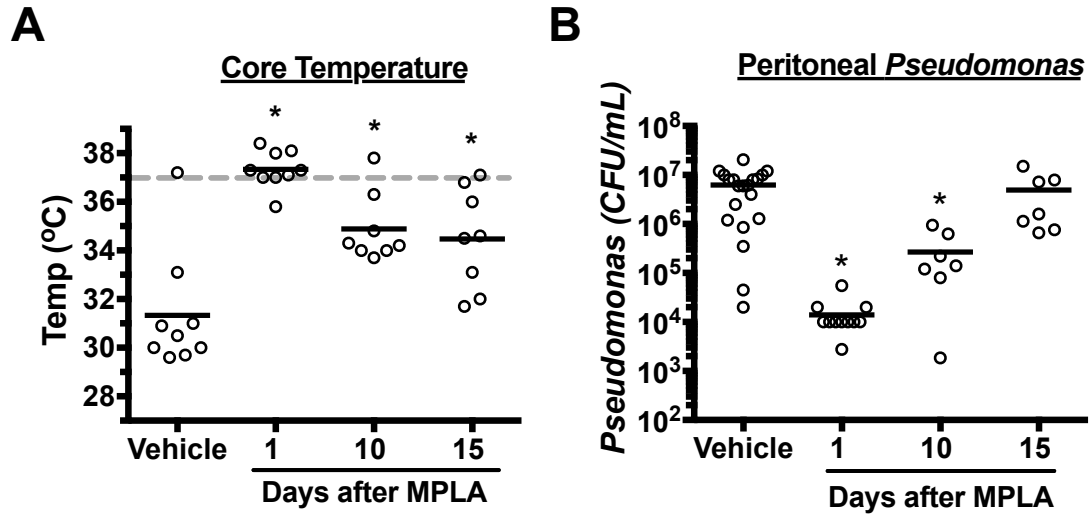 A
Core Temperature
Temp (ºC)
38
36
34
32
30
28
*
*
*
Vehicle
1
10
15
Days after MPLA
B
Peritoneal Pseudomonas
Pseudomonas (CFU/mL)
10⁸
10⁷
10⁶
10⁵
10⁴
10³
10²
*
*
Vehicle
1
10
15
Days after MPLA